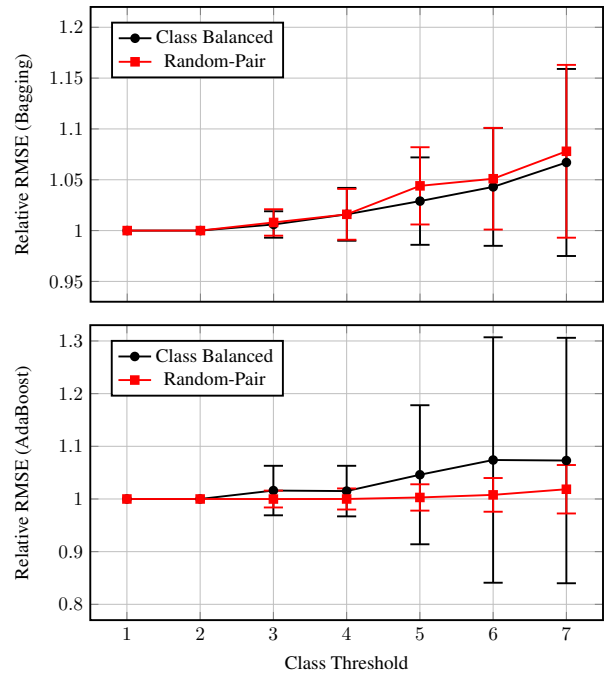 1.2
1.15
1.1
1.05
1
0.95
Relative RMSE (Bagging)
Class Balanced
Random-Pair
1.3
1.2
1.1
1
0.9
0.8
Relative RMSE (AdaBoost)
Class Balanced
Random-Pair
1 2 3 4 5 6 7
Class Threshold